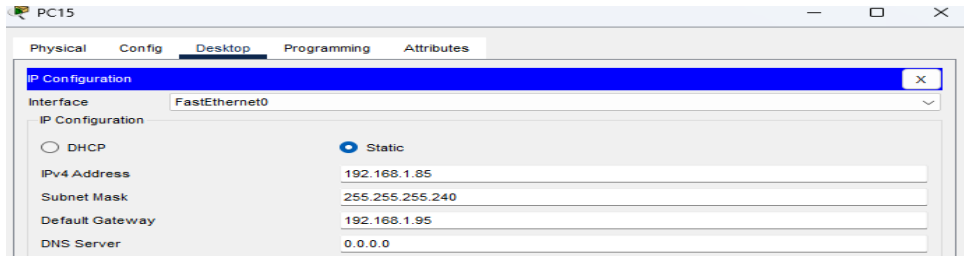 PC15
Physical Config Desktop Programming Attributes
IP Configuration X
Interface FastEthernet0
IP Configuration
DHCP Static
IPv4 Address 192.168.1.85
Subnet Mask 255.255.255.240
Default Gateway 192.168.1.95
DNS Server 0.0.0.0